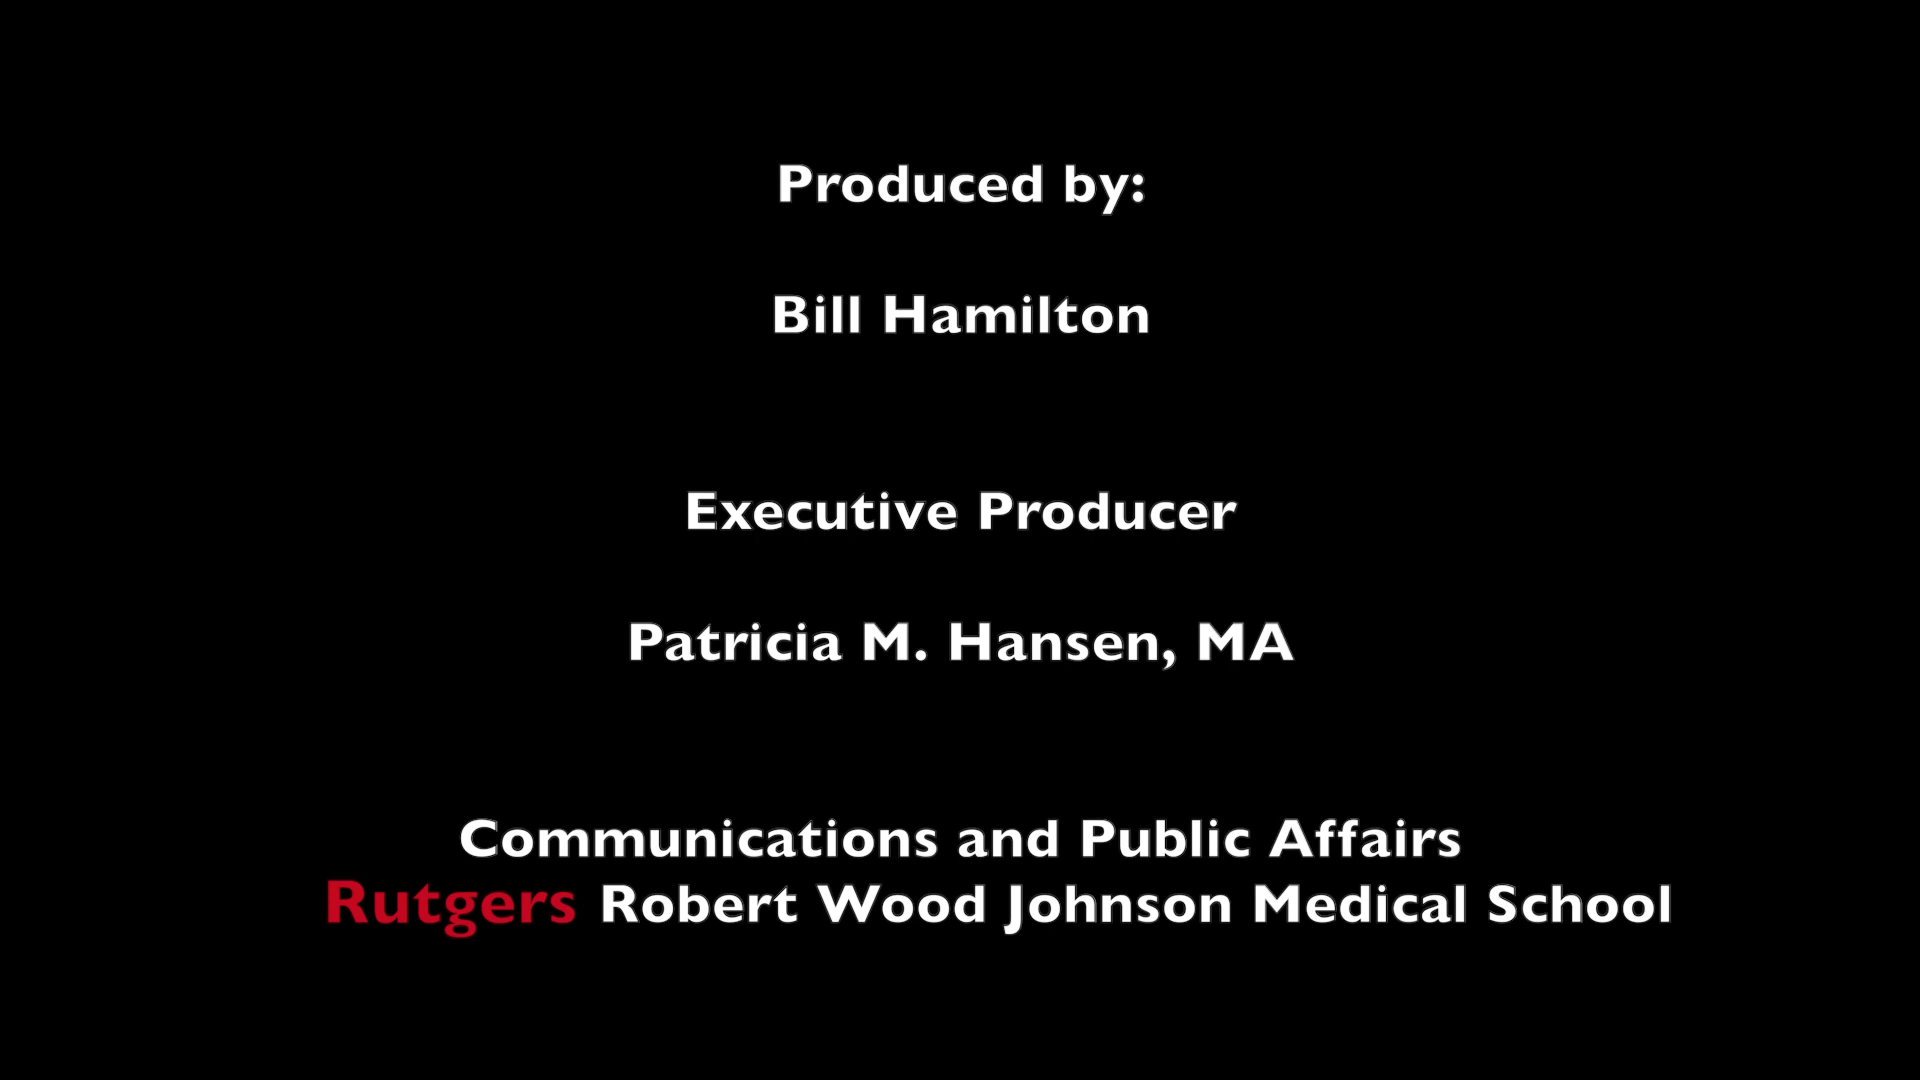 Produced by:
Bill Hamilton
Executive Producer
Patricia M. Hansen, MA
Communications and Public Affairs
Rutgers Robert Wood Johnson Medical School